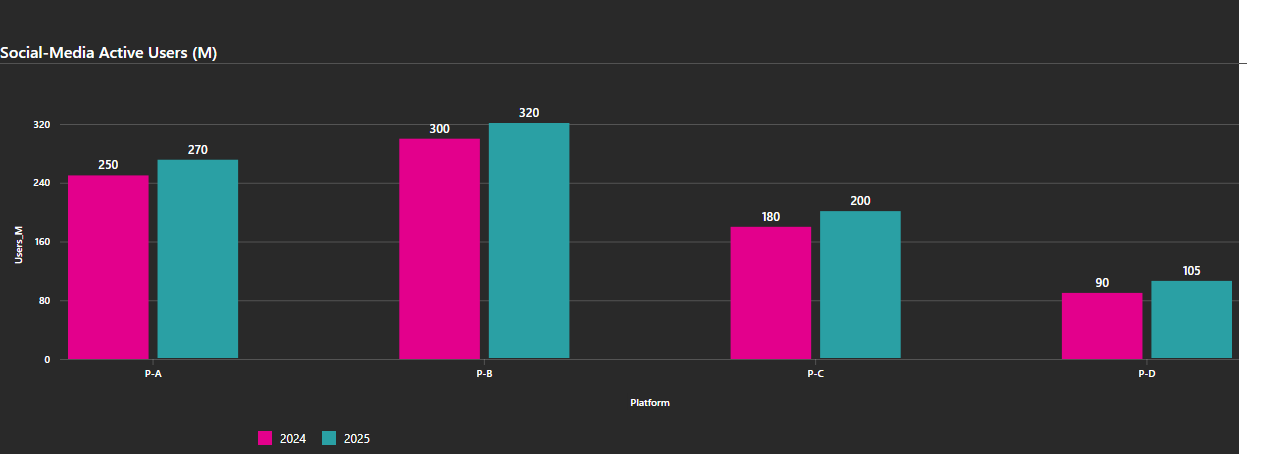 Social-Media Active Users (M)
320
240
160
80
0
Users_M
250
270
300
320
180
200
90
105
P-A
P-B
P-C
P-D
Platform
2024
2025